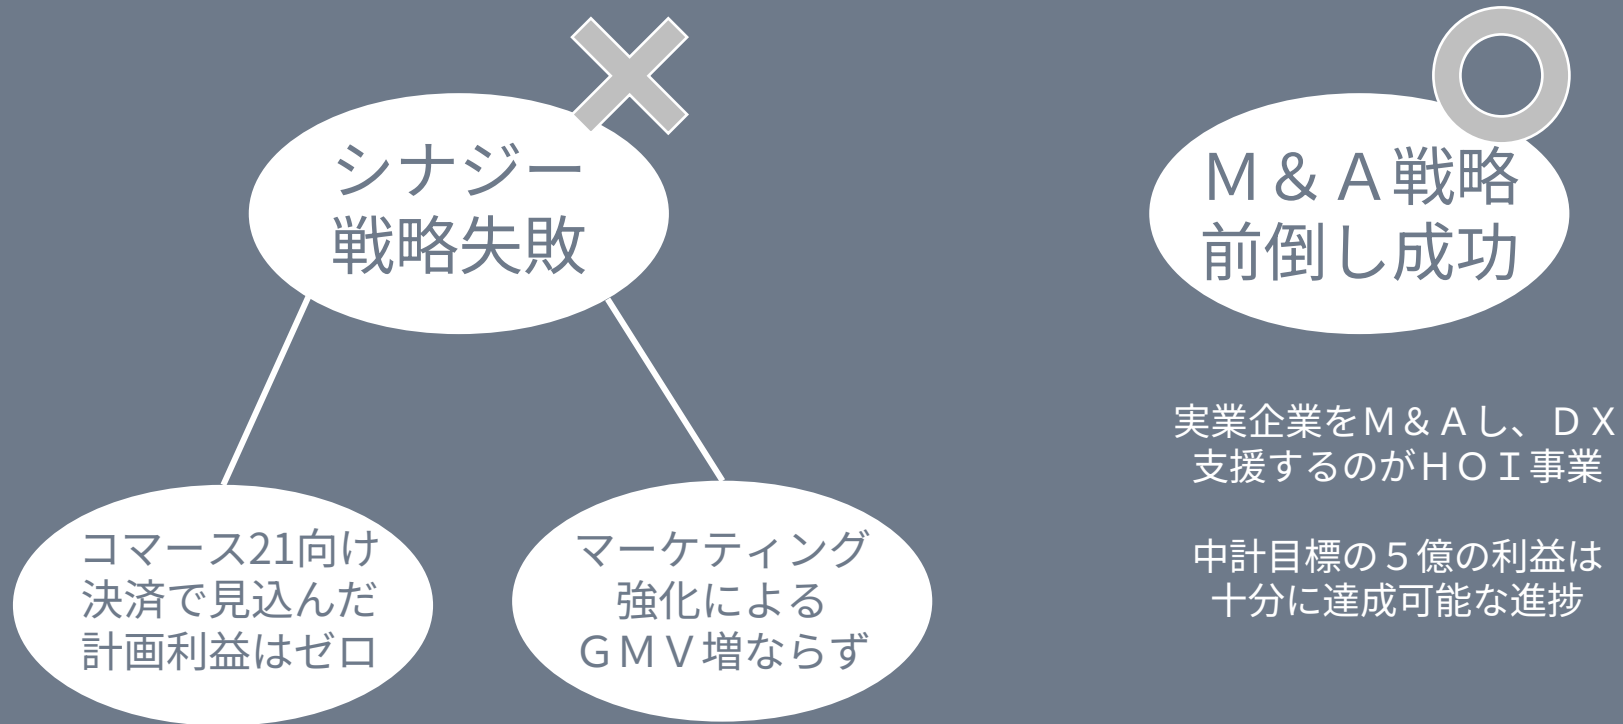 シナジー
戦略失敗
コマース21向け
決済で見込んだ
計画利益はゼロ
マーケティング
強化による
ＧＭＶ増ならず
Ｍ＆Ａ戦略
前倒し成功
実業企業をＭ＆Ａし、ＤＸ
支援するのがＨＯＩ事業
中計目標の５億の利益は
十分に達成可能な進捗